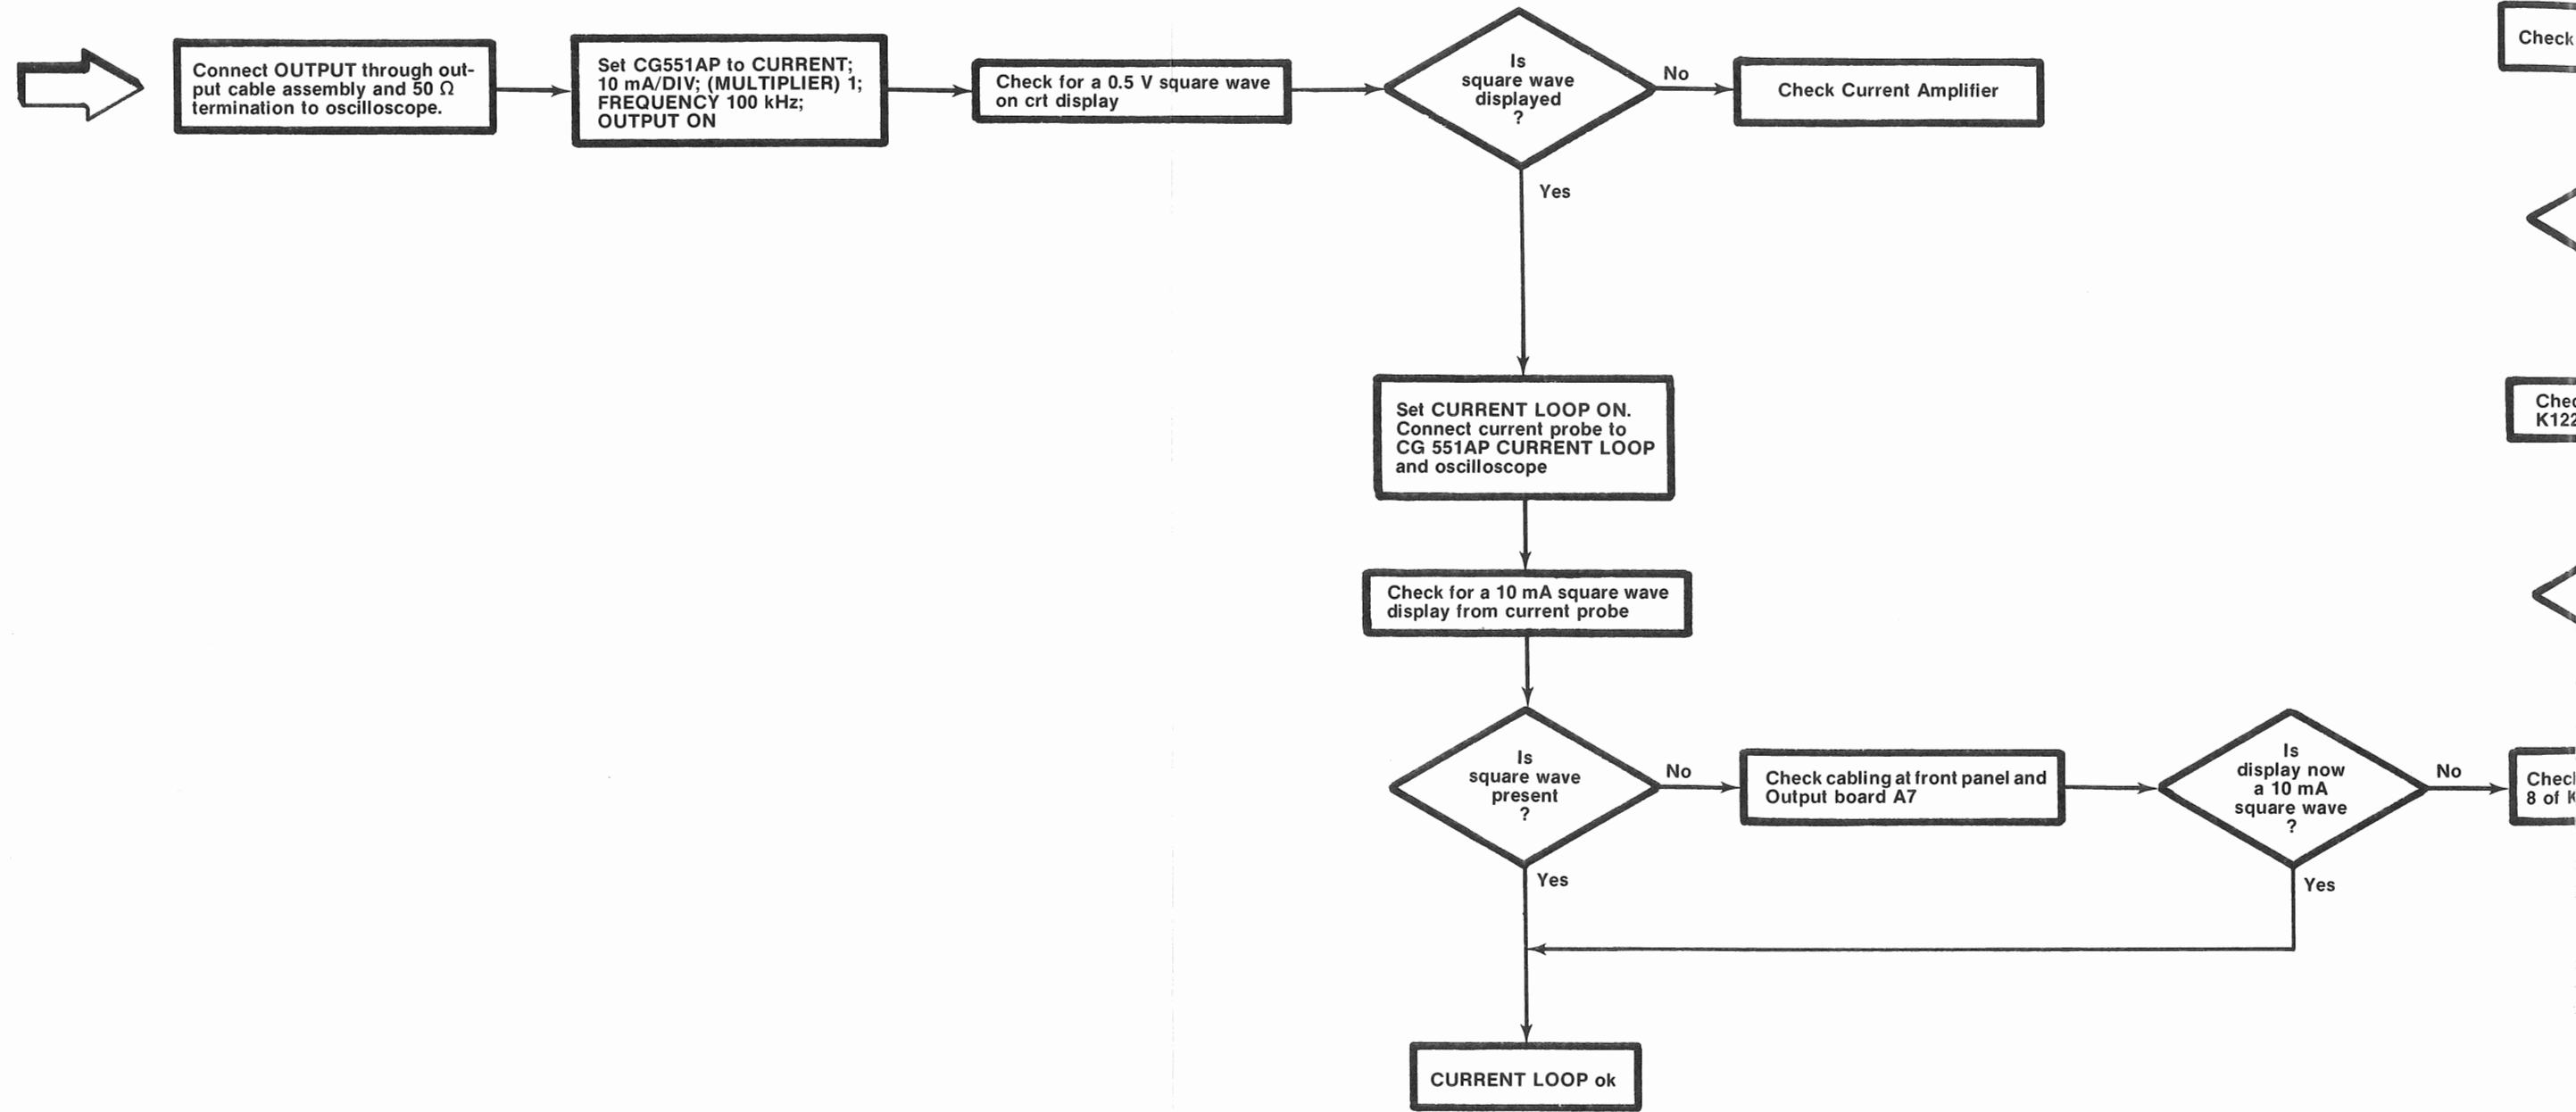 Connect OUTPUT through out-
put cable assembly and 50 Ω
termination to oscilloscope.
Set CG551AP to CURRENT;
10 mA/DIV; (MULTIPLIER) 1;
FREQUENCY 100 kHz;
OUTPUT ON
Check for a 0.5 V square wave
on crt display
Is
square wave
displayed
?
No
Check Current Amplifier
Check
Yes
Set CURRENT LOOP ON.
Connect current probe to
CG 551AP CURRENT LOOP
and oscilloscope
K122
Check for a 10 mA square wave
display from current probe
Is
square wave
present
?
No
Check cabling at front panel and
Output board A7
Is
display now
a 10 mA
square wave
?
No
8 of
Yes
Yes
CURRENT LOOP ok